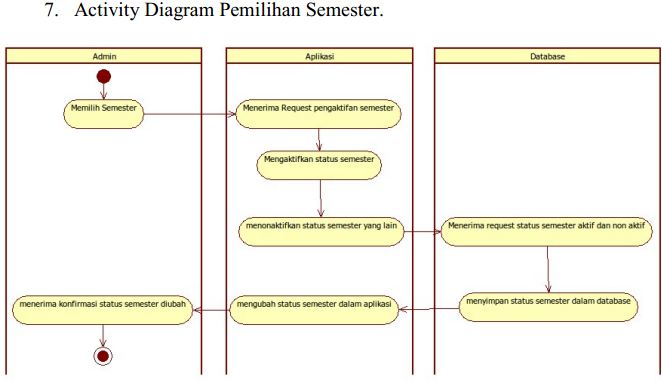 7. Activity Diagram Pemilihan Semester.
Admin
Aplikasi
Database
Memilih Semester
Menerima Request pengaktifan semester
Mengaktifkan status semester
menonaktifkan status semester yang lain
Menerima request status semester aktif dan non aktif
menerima konfirmasi status semester diubah
mengubah status semester dalam aplikasi
menyimpan status semester dalam database